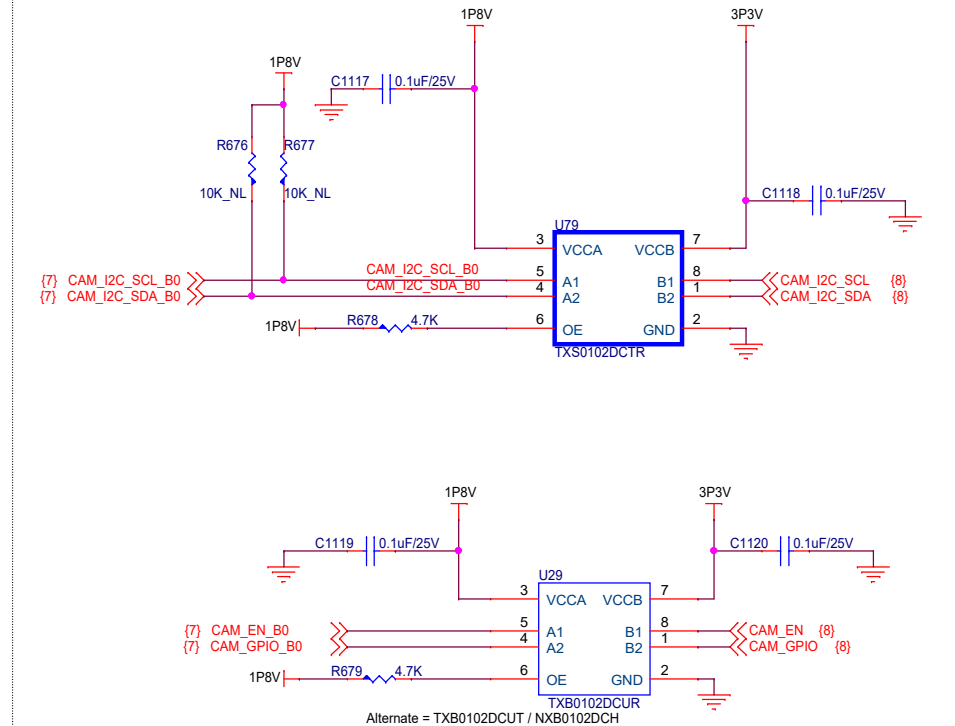 1P8V 3P3V
1P8V
C1117 0.1uF/25V
R676 R677
10K_NL 10K_NL
C1118 0.1uF/25V
U79
3 VCCA VCCB 7
{7} CAM_I2C_SCL_B0 CAM_I2C_SCL_B0 5 A1 B1 8 CAM_I2C_SCL {8}
{7} CAM_I2C_SDA_B0 CAM_I2C_SDA_B0 4 A2 B2 1 CAM_I2C_SDA {8}
1P8V R678 4.7K 6 OE GND 2
TXS0102DCTR
1P8V 3P3V
C1119 0.1uF/25V C1120 0.1uF/25V
U29
3 VCCA VCCB 7
{7} CAM_EN_B0 5 A1 B1 8 CAM_EN {8}
{7} CAM_GPIO_B0 4 A2 B2 1 CAM_GPIO {8}
1P8V R679 4.7K 6 OE GND 2
TXB0102DCUR
Alternate = TXB0102DCUT / NXB0102DCH